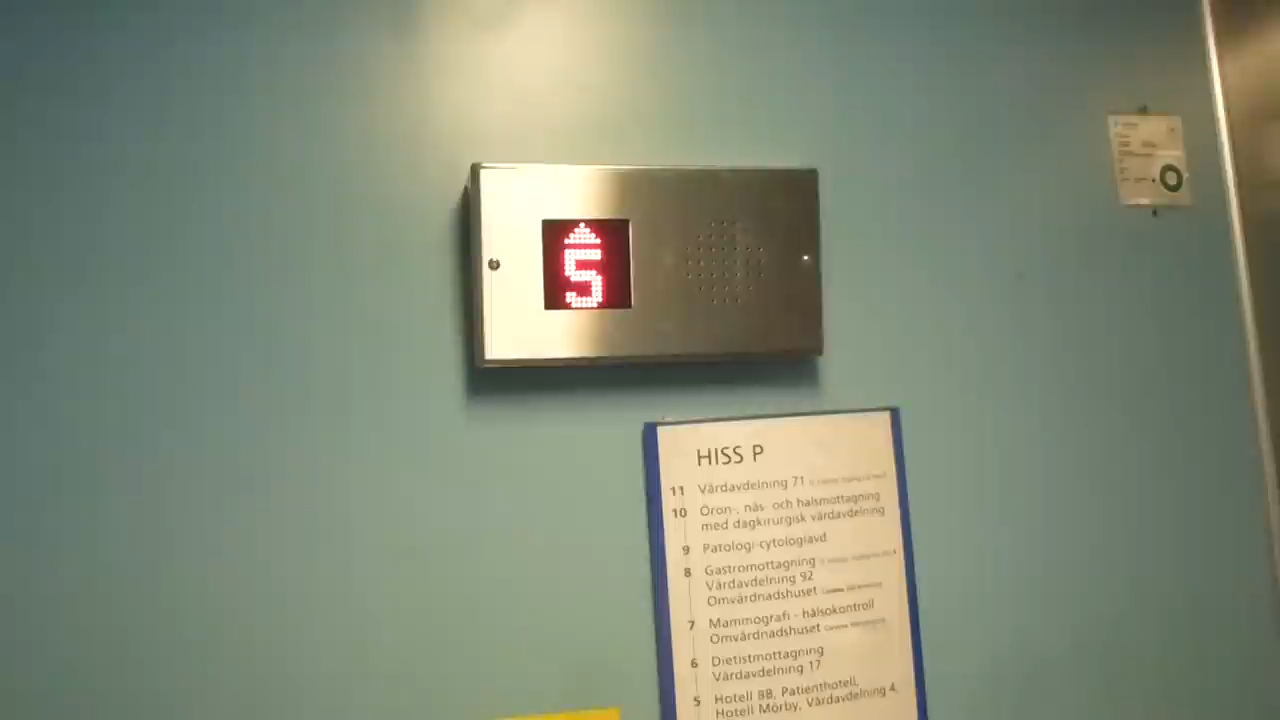 5
HISS P
11 Vårdavdelning 71
10 Öron-, näs- och halsmottagning
med dagkirurgisk vårdavdelning
9 Patologi-cytologiavd.
8 Gastromottagning
Vårdavdelning 92
Omvårdnadshuset
7 Mammografi - hälsokontroll
Omvårdnadshuset
6 Dietistmottagning
Vårdavdelning 17
5 Hotell BB, Patienthotell,
Hotell Mörby, Vårdavdelning 4,